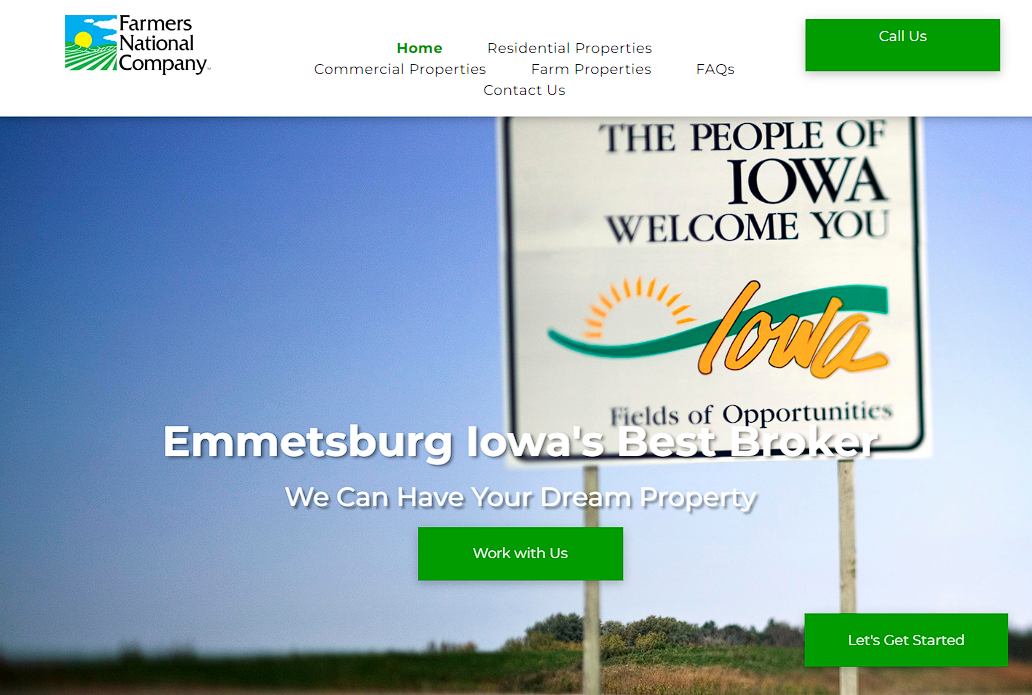 Farmers
National
Company
Home Residential Properties
Commercial Properties Farm Properties FAQs
Contact Us
Call Us
THE PEOPLE OF
IOWA
WELCOME YOU
Iowa
Fields of Opportunities
Emmetsburg Iowa's Best Broker
We Can Have Your Dream Property
Work with Us
Let's Get Started